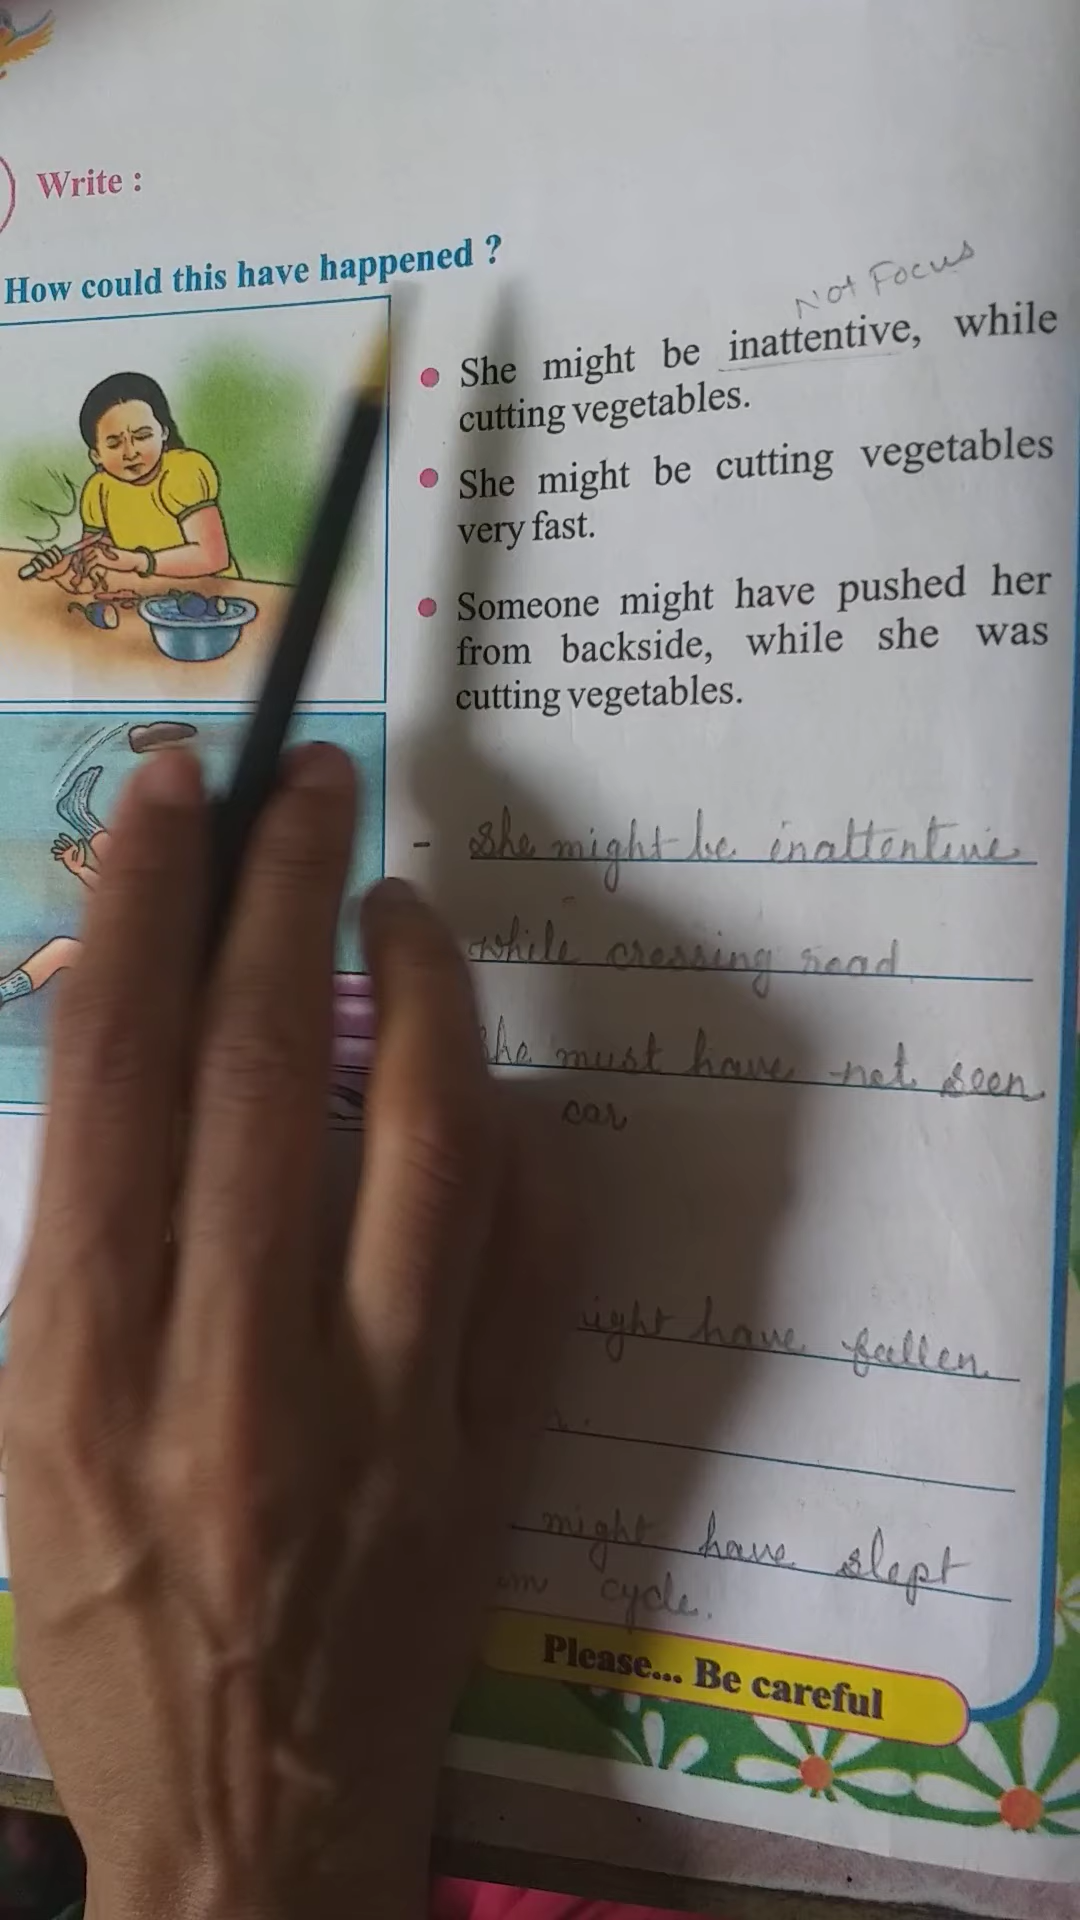 Write :
How could this have happened ?
Not Focus
She might be inattentive, while
cutting vegetables.
She might be cutting vegetables
very fast.
Someone might have pushed her
from backside, while she was
cutting vegetables.
- She might be inattentive
while crossing road
she must have not seen
car
ight have fallen
might have slept
cycle.
Please... Be careful